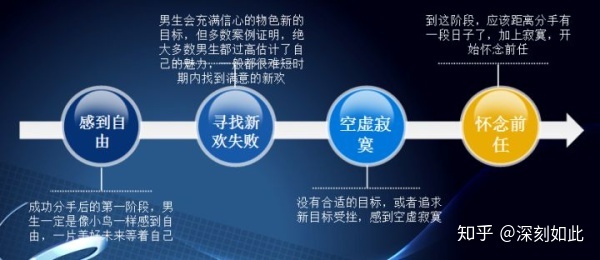 男生会充满信心的物色新的
目标，但多数案例证明，绝
大多数男生都过高估计了自
己的魅力，一般都很难短时
期内找到满意的新欢
到这阶段，应该距离分手有
一段日子了，加上寂寞，开
始怀念前任
感到自
由
寻找新
欢失败
空虚寂
寞
怀念前
任
成功分手后的第一阶段，男
生一定是像小鸟一样感到自
由，一片美好未来等着自己
没有合适的目标，或者追求
新目标受挫，感到空虚寂寞
知乎 @深刻如此